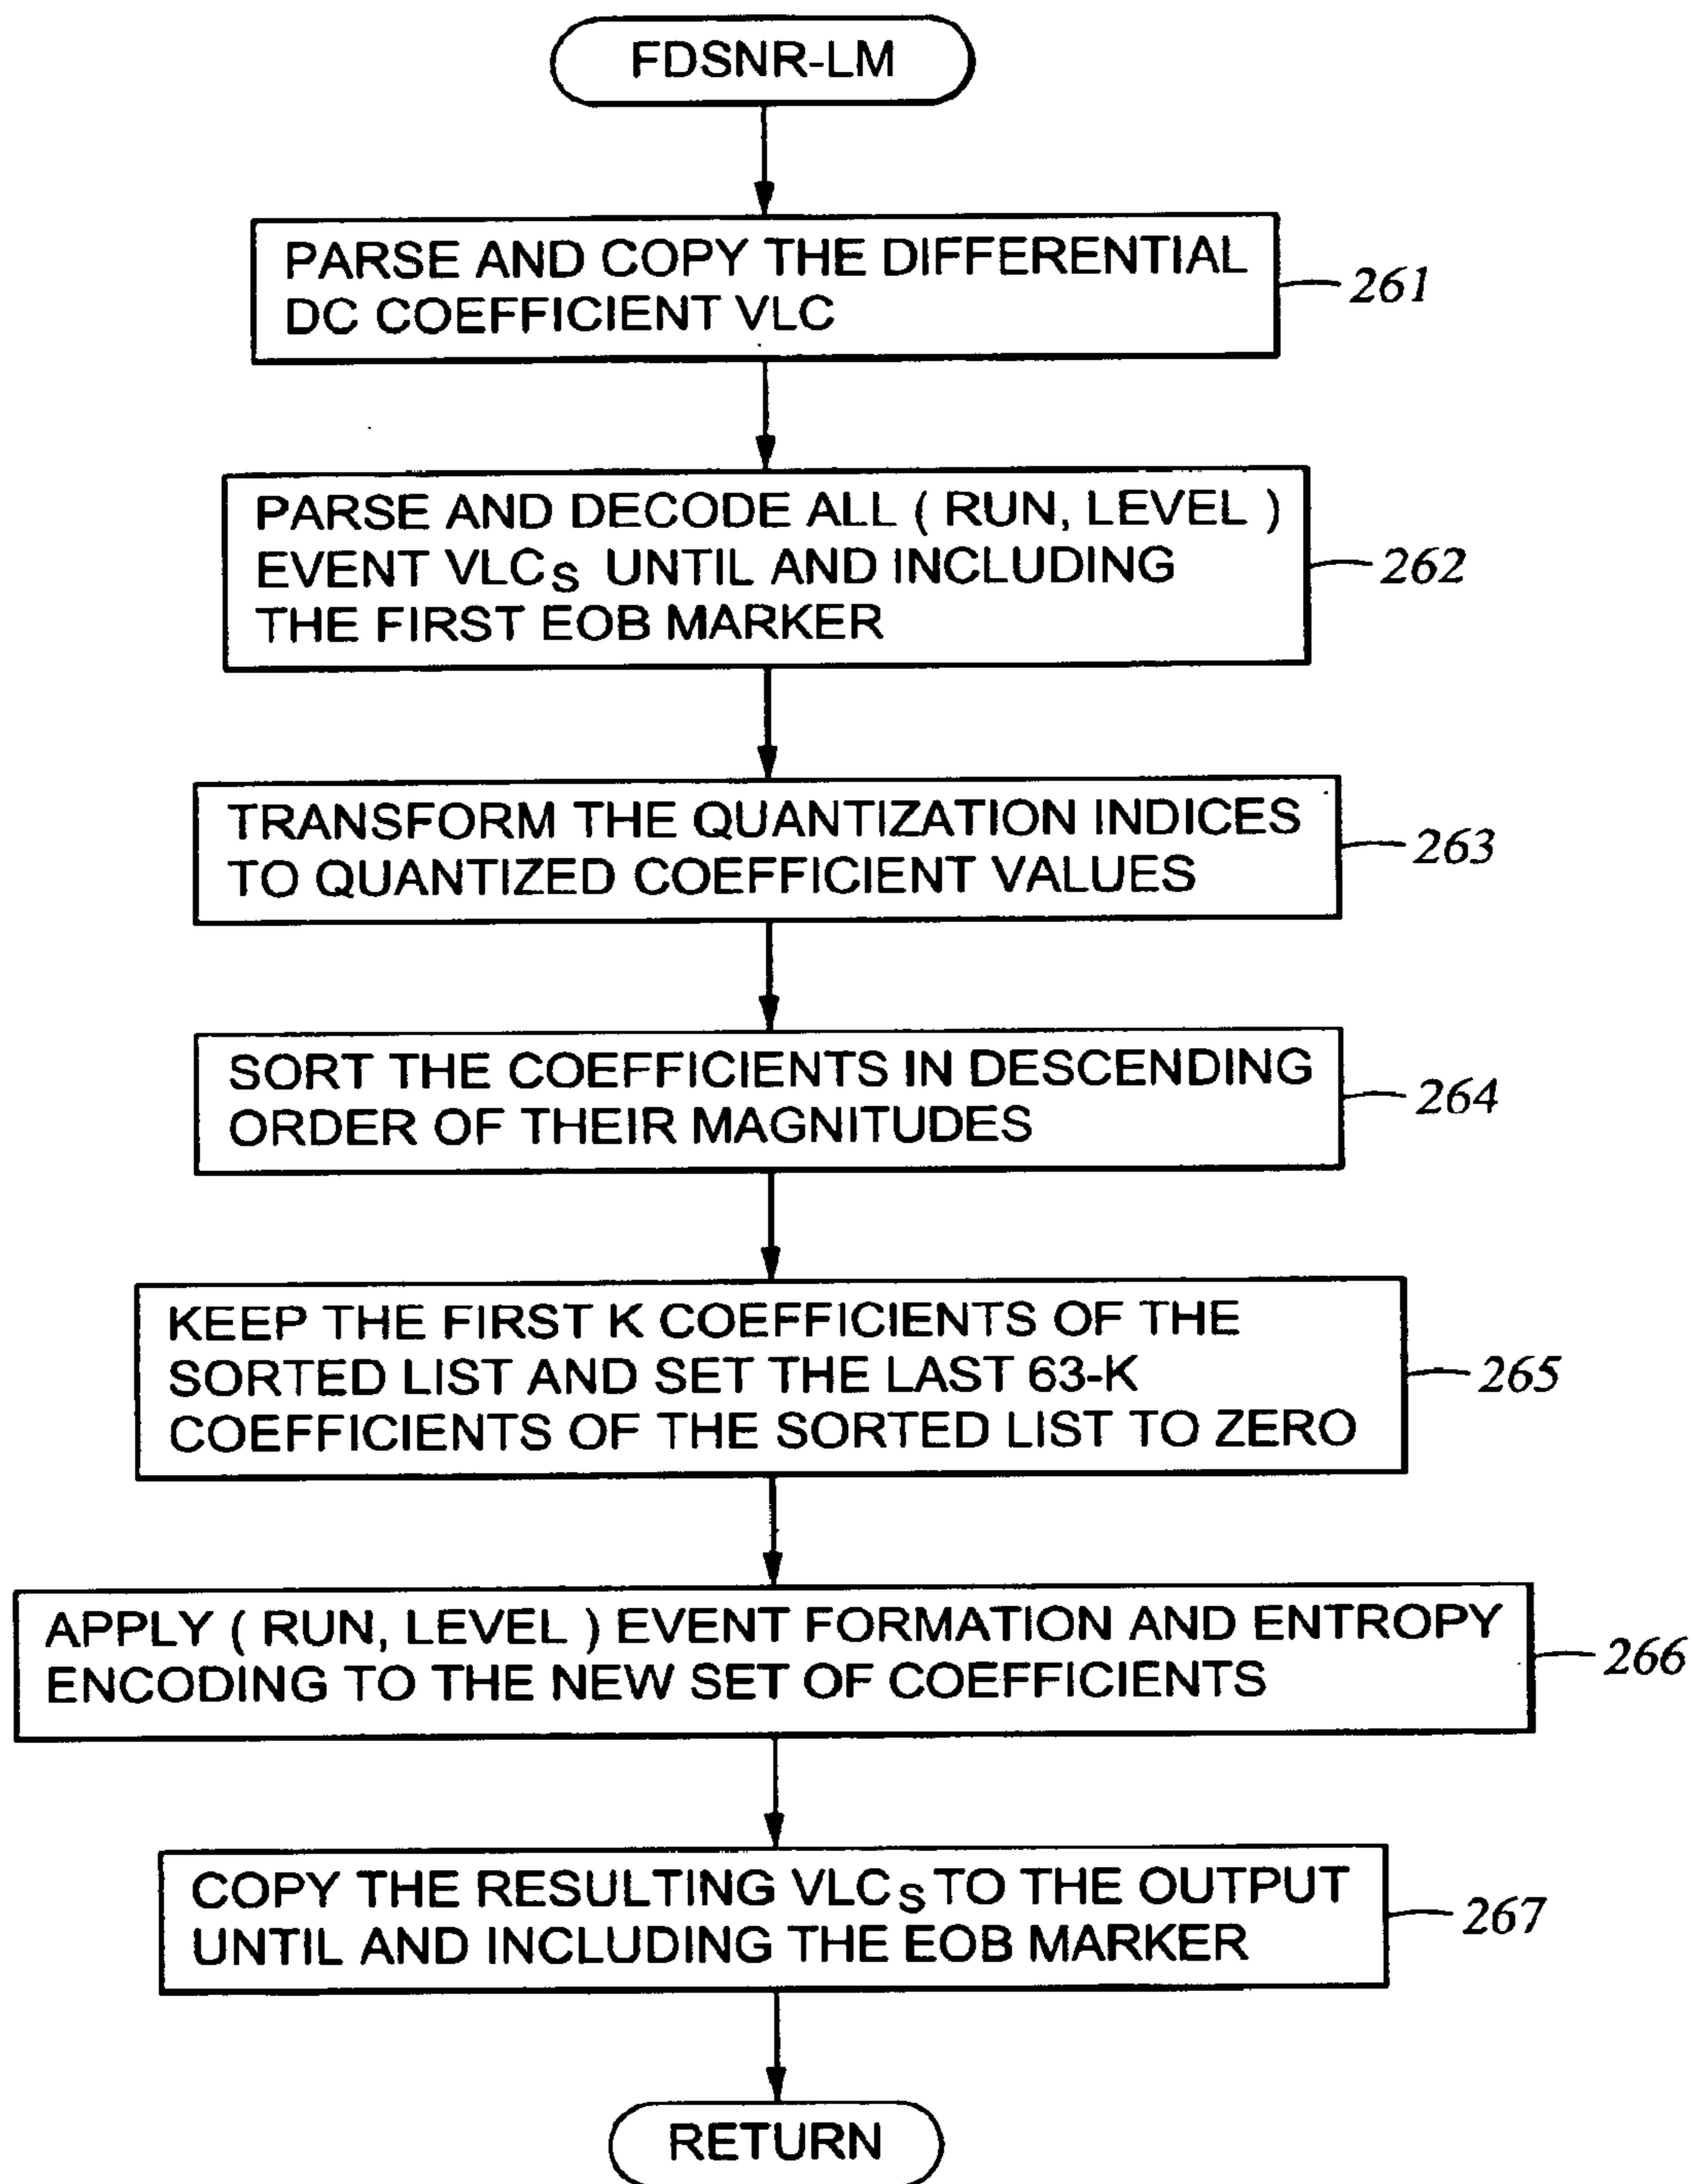 FDSNR-LM
PARSE AND COPY THE DIFFERENTIAL
DC COEFFICIENT VLC
261
PARSE AND DECODE ALL ( RUN, LEVEL )
EVENT VLCS UNTIL AND INCLUDING
THE FIRST EOB MARKER
262
TRANSFORM THE QUANTIZATION INDICES
TO QUANTIZED COEFFICIENT VALUES
263
SORT THE COEFFICIENTS IN DESCENDING
ORDER OF THEIR MAGNITUDES
264
KEEP THE FIRST K COEFFICIENTS OF THE
SORTED LIST AND SET THE LAST 63-K
COEFFICIENTS OF THE SORTED LIST TO ZERO
265
APPLY ( RUN, LEVEL ) EVENT FORMATION AND ENTROPY
ENCODING TO THE NEW SET OF COEFFICIENTS
266
COPY THE RESULTING VLCS TO THE OUTPUT
UNTIL AND INCLUDING THE EOB MARKER
267
RETURN